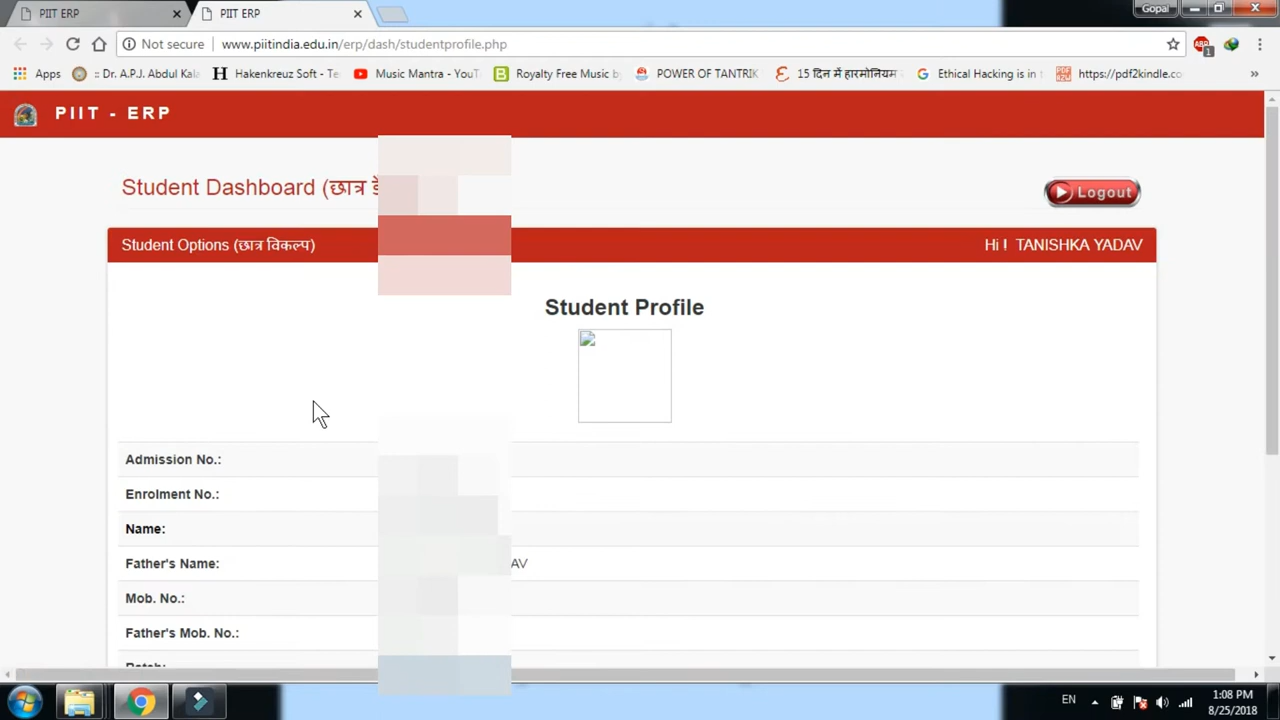 PIIT ERP
PIIT ERP
Gopal
Not secure www.piitindia.edu.in/erp/dash/studentprofile.php
Apps :: Dr. A.P.J. Abdul Kala Hakenkreuz Soft - Te Music Mantra - YouT Royalty Free Music b POWER OF TANTRIK 15 दिन में हारमोनियम Ethical Hacking is in https://pdf2kindle.co »
PIIT - ERP
Student Dashboard (छात्र
Logout
Student Options (छात्र विकल्प) Hi ! TANISHKA YADAV
Student Profile
Admission No.:
Enrolment No.:
Name:
Father's Name: AV
Mob. No.:
Father's Mob. No.:
Batch:
EN 1:08 PM
8/25/2018